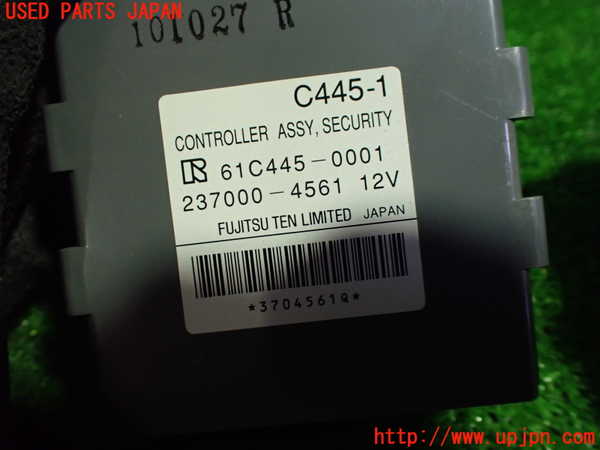 USED PARTS JAPAN
101027 R
C445-1
CONTROLLER ASSY, SECURITY
R 61C445-0001
237000-4561 12V
FUJITSU TEN LIMITED JAPAN
*3704561Q*
http://www.upjpn.com/